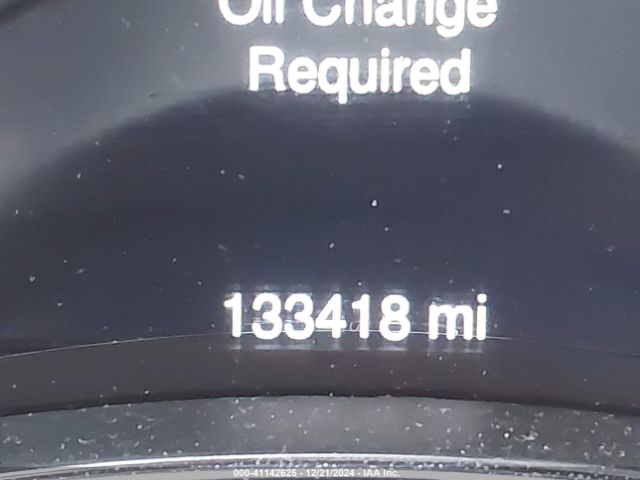 Oil Change
Required
133418 mi
000-41142625 - 12/21/2024 - IAA Inc.